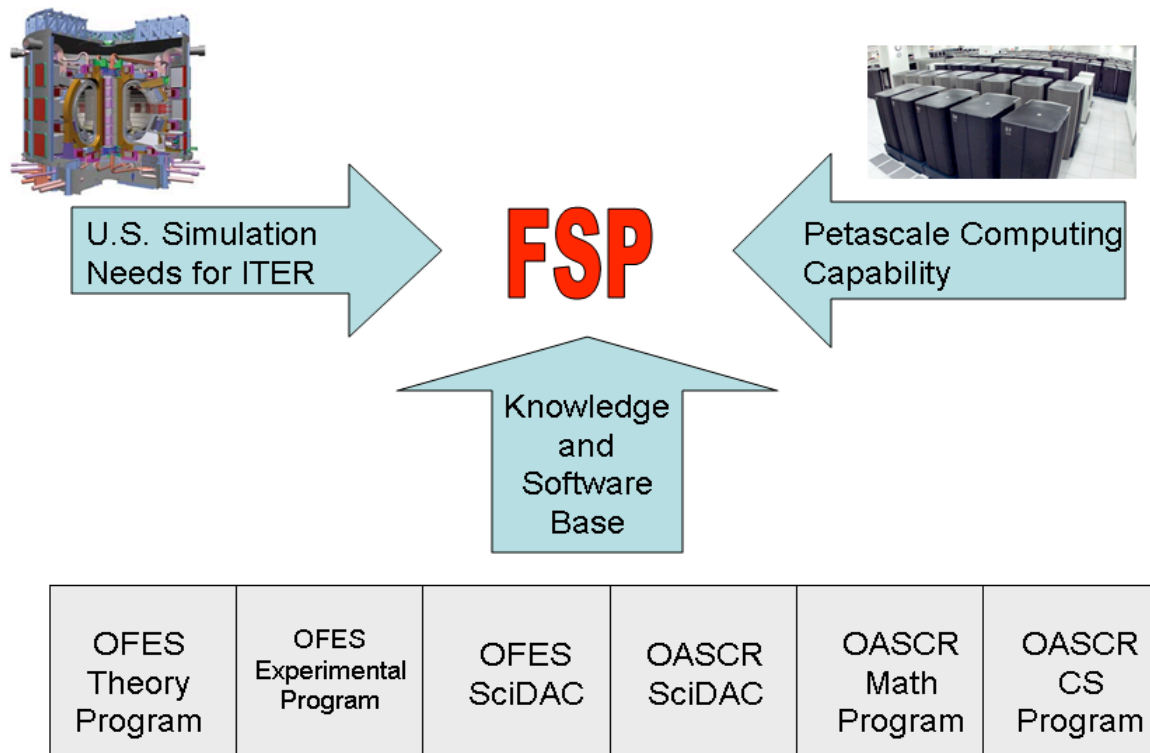 U.S. Simulation
Needs for ITER
FSP
Petascale Computing
Capability
Knowledge
and
Software
Base
OFES
Theory
Program
OFES
Experimental
Program
OFES
SciDAC
OASCR
SciDAC
OASCR
Math
Program
OASCR
CS
Program